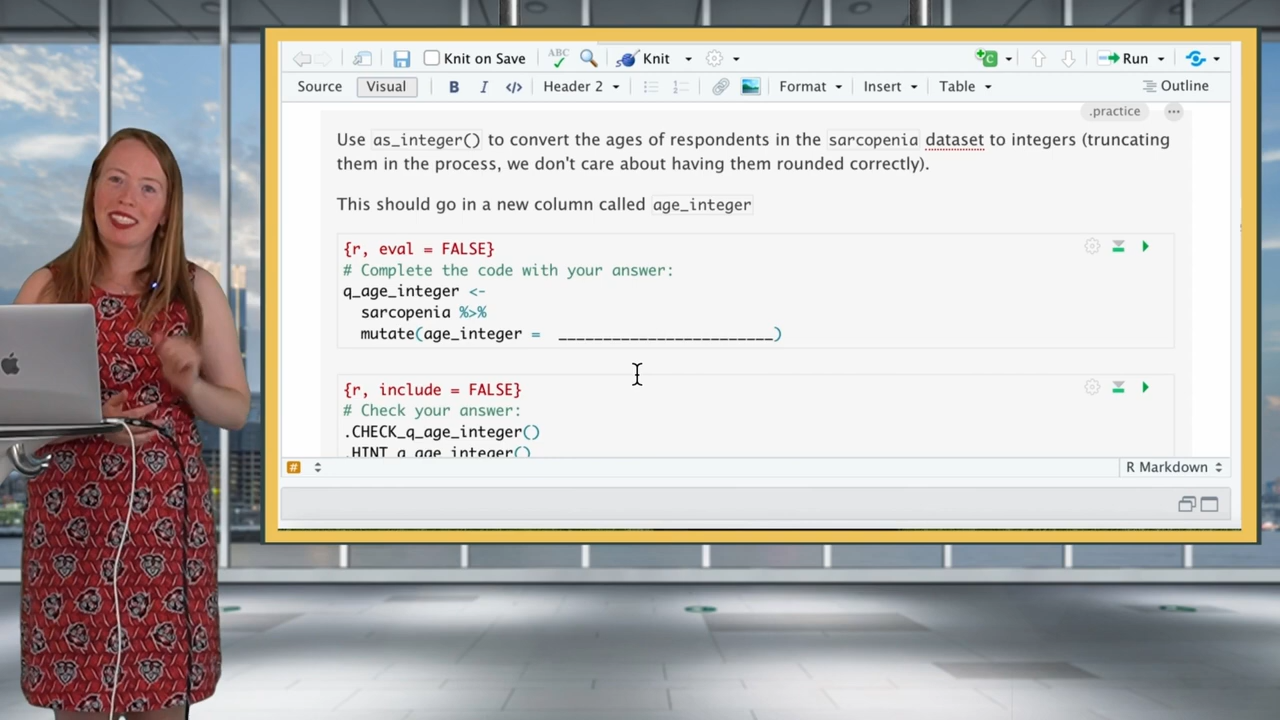 Knit on Save
ABC
Knit
Run
Source
Visual
B
I
</>
Header 2
Format
Insert
Table
Outline
.practice
Use as_integer() to convert the ages of respondents in the sarcopenia dataset to integers (truncating
them in the process, we don't care about having them rounded correctly).
This should go in a new column called age_integer
{r, eval = FALSE}
# Complete the code with your answer:
q_age_integer <-
sarcopenia %>%
mutate(age_integer = ________________________)
{r, include = FALSE}
# Check your answer:
.CHECK_q_age_integer()
.HINT_q_age_integer()
#
R Markdown